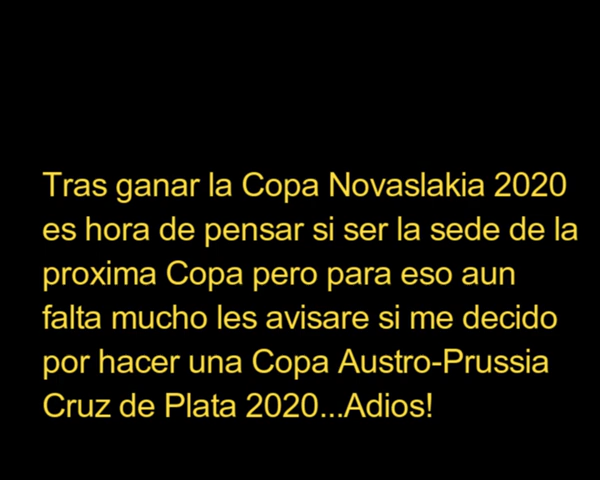 Tras ganar la Copa Novaslakia 2020
es hora de pensar si ser la sede de la
proxima Copa pero para eso aun
falta mucho les avisare si me decido
por hacer una Copa Austro-Prussia
Cruz de Plata 2020...Adios!